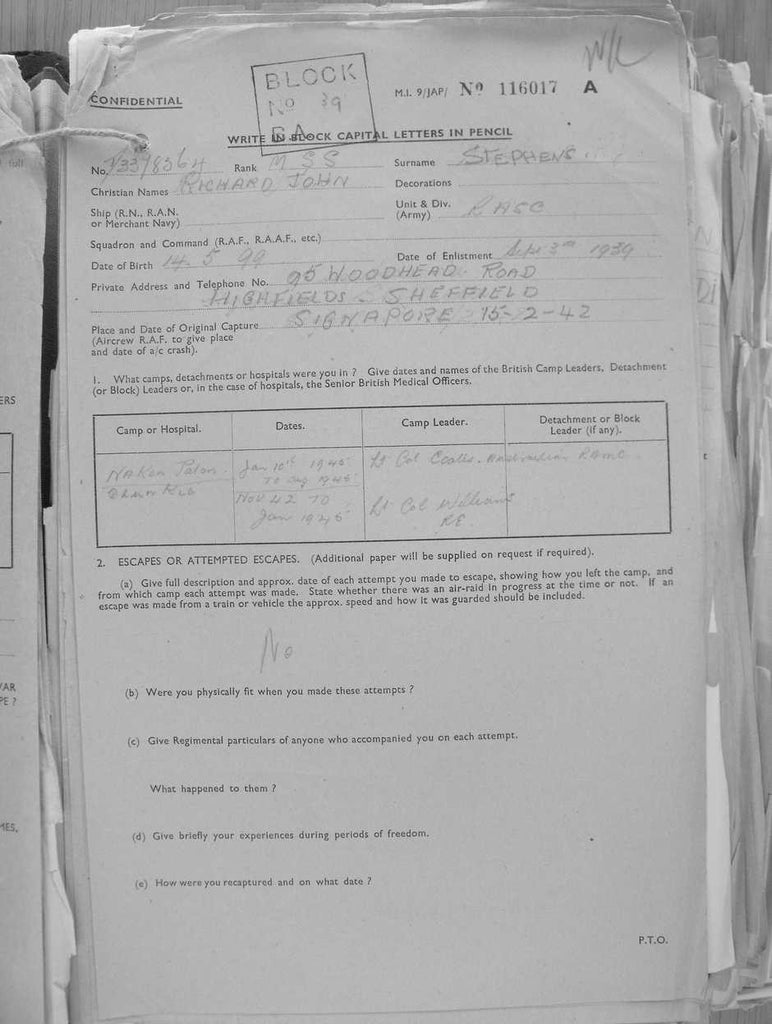 BLOCK
Nº 39
CONFIDENTIAL
M.I. 9/JAP/ Nº 116017 A
WRITE IN BLOCK CAPITAL LETTERS IN PENCIL
No. T/3398364 Rank MSS Surname STEPHENS
Christian Names RICHARD JOHN Decorations
Ship (R.N., R.A.N. or Merchant Navy) Unit & Div. (Army) RASC
Squadron and Command (R.A.F., R.A.A.F., etc.)
Date of Birth 14.5.99 Date of Enlistment Sept 3rd 1939
Private Address and Telephone No. 95 WOODHEAD ROAD
HIGHFIELDS SHEFFIELD
Place and Date of Original Capture SIGNAPORE 15-2-42
(Aircrew R.A.F. to give place
and date of a/c crash).
1. What camps, detachments or hospitals were you in ? Give dates and names of the British Camp Leaders, Detachment
(or Block) Leaders or, in the case of hospitals, the Senior British Medical Officers.
Camp or Hospital. Dates. Camp Leader. Detachment or Block
Leader (if any).
NAKON Paton Jan 10th 1945 Lt Col Coates. Australian RAMC
TO Aug 1945
NOV 42 TO Lt Col Williams
Jan 1945 RE
2. ESCAPES OR ATTEMPTED ESCAPES. (Additional paper will be supplied on request if required).
(a) Give full description and approx. date of each attempt you made to escape, showing how you left the camp, and
from which camp each attempt was made. State whether there was an air-raid in progress at the time or not. If an
escape was made from a train or vehicle the approx. speed and how it was guarded should be included.
No
(b) Were you physically fit when you made these attempts ?
(c) Give Regimental particulars of anyone who accompanied you on each attempt.
What happened to them ?
(d) Give briefly your experiences during periods of freedom.
(e) How were you recaptured and on what date ?
P.T.O.